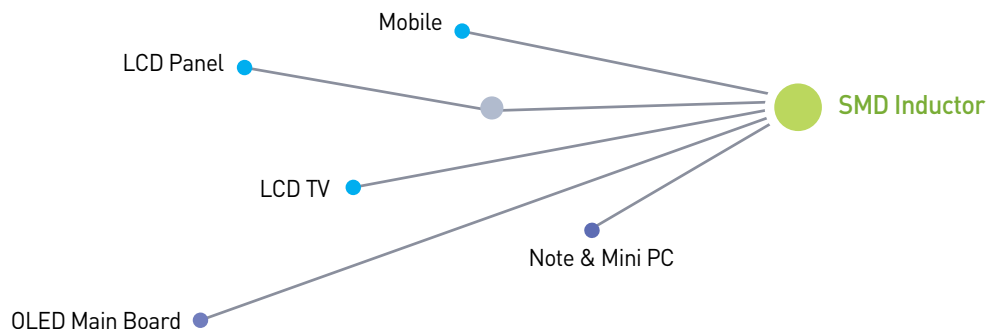 Mobile
LCD Panel
SMD Inductor
LCD TV
Note & Mini PC
OLED Main Board